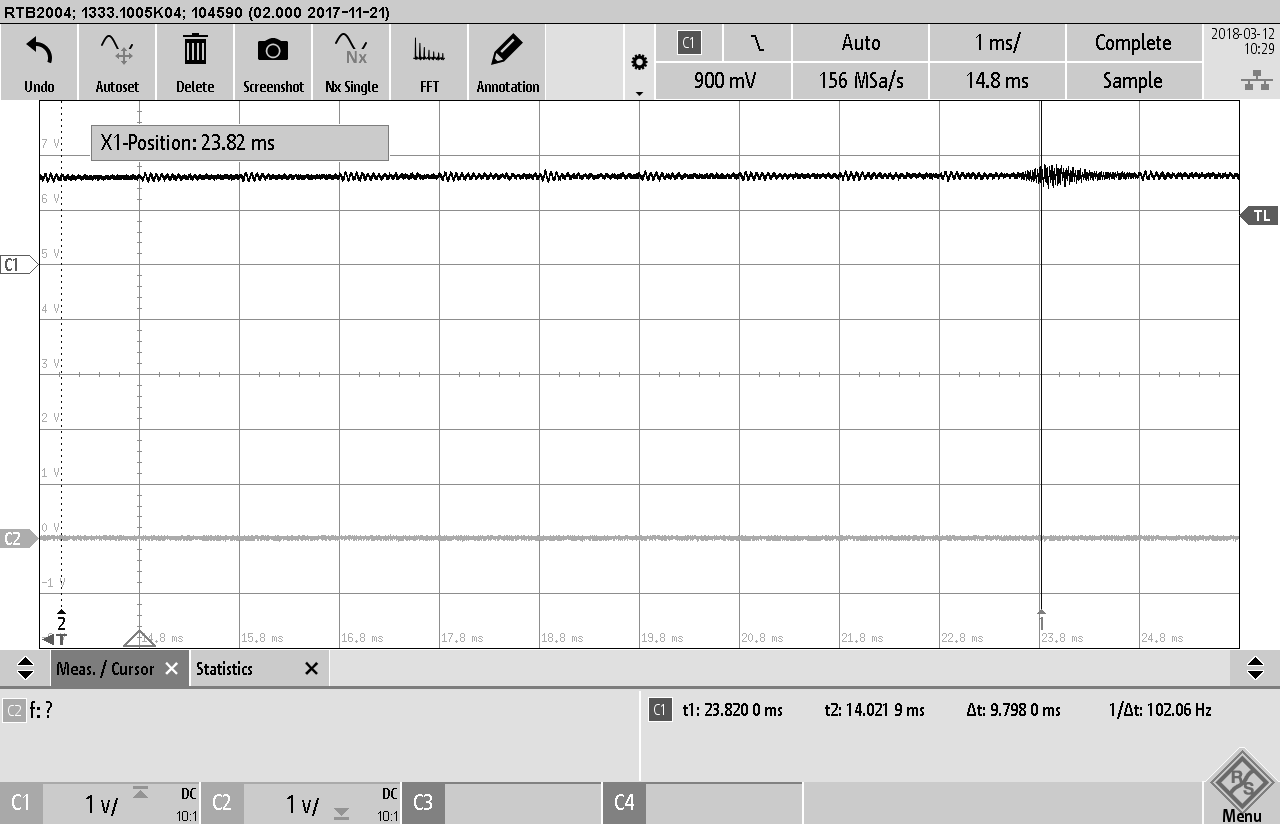 RTB2004; 1333.1005K04; 104590 (02.000 2017-11-21)
Undo
Autoset
Delete
Screenshot
Nx
Nx Single
FFT
Annotation
C1
Auto
1 ms/
Complete
900 mV
156 MSa/s
14.8 ms
Sample
2018-03-12
10:29
X1-Position: 23.82 ms
7 V
6 V
TL
5 V
C1
4 V
3 V
2 V
1 V
0 V
C2
-1 V
2
1
T
14.8 ms
15.8 ms
16.8 ms
17.8 ms
18.8 ms
19.8 ms
20.8 ms
21.8 ms
22.8 ms
23.8 ms
24.8 ms
Meas. / Cursor
Statistics
C2 f: ?
C1 t1: 23.820 0 ms t2: 14.021 9 ms Δt: 9.798 0 ms 1/Δt: 102.06 Hz
C1 1 V/ DC 10:1
C2 1 V/ DC 10:1
C3
C4
R S
Menu